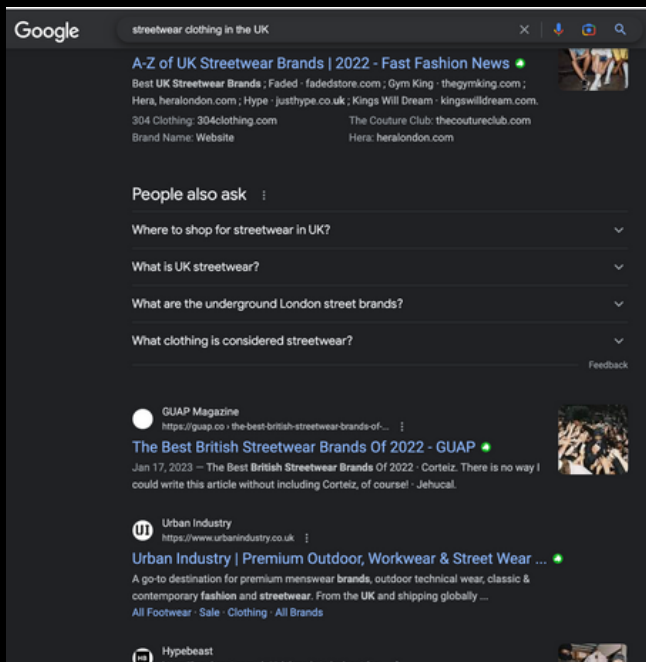 Google
streetwear clothing in the UK
A-Z of UK Streetwear Brands | 2022 - Fast Fashion News
Best UK Streetwear Brands ; Faded · fadedstore.com ; Gym King · thegymking.com ;
Hera, heralondon.com ; Hype · justhype.co.uk ; Kings Will Dream · kingswilldream.com.
304 Clothing: 304clothing.com The Couture Club: thecoutureclub.com
Brand Name: Website Hera: heralondon.com
People also ask
Where to shop for streetwear in UK?
What is UK streetwear?
What are the underground London street brands?
What clothing is considered streetwear?
Feedback
GUAP Magazine
https://guap.co › the-best-british-streetwear-brands-of-...
The Best British Streetwear Brands Of 2022 - GUAP
Jan 17, 2023 — The Best British Streetwear Brands Of 2022 · Corteiz. There is no way I
could write this article without including Corteiz, of course! · Jehucal.
UI
Urban Industry
https://www.urbanindustry.co.uk
Urban Industry | Premium Outdoor, Workwear & Street Wear ...
A go-to destination for premium menswear brands, outdoor technical wear, classic &
contemporary fashion and streetwear. From the UK and shipping globally ...
All Footwear · Sale · Clothing · All Brands
HB
Hypebeast